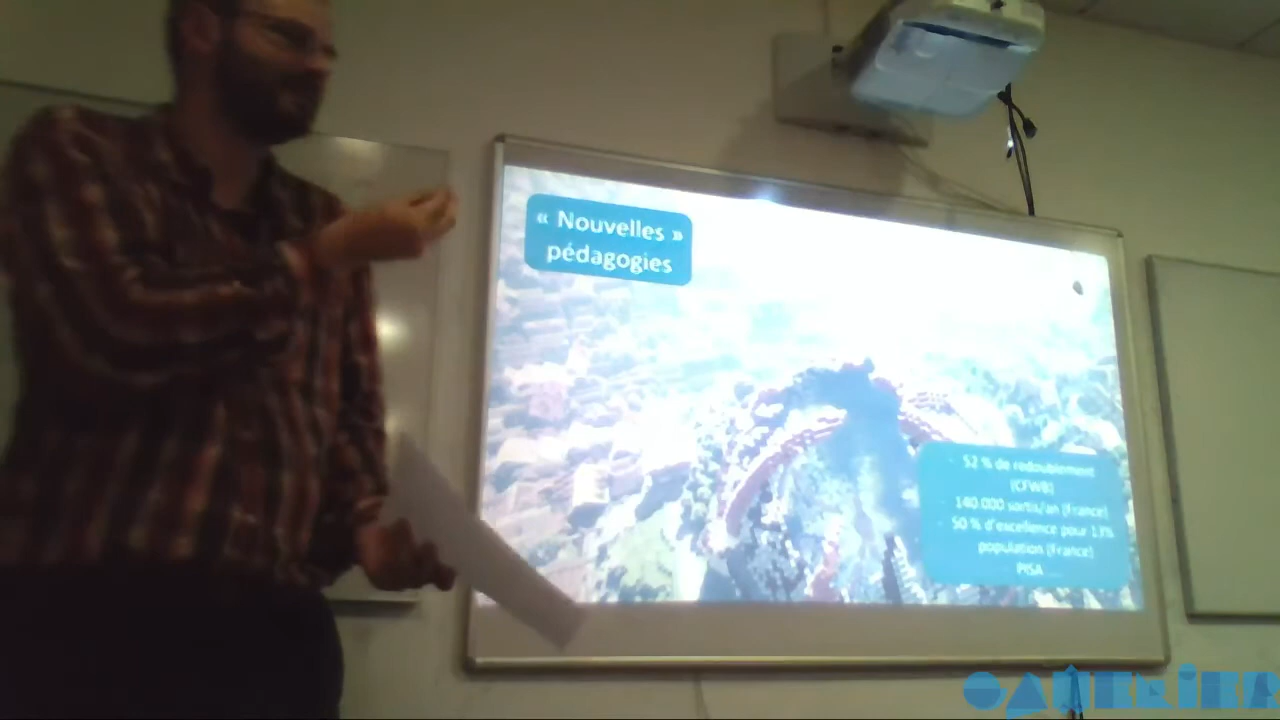 « Nouvelles »
pédagogies
52 % de redoublement
(CFWB)
140.000 sortis/an (France)
50 % d'excellence pour 13%
population (France)
PISA